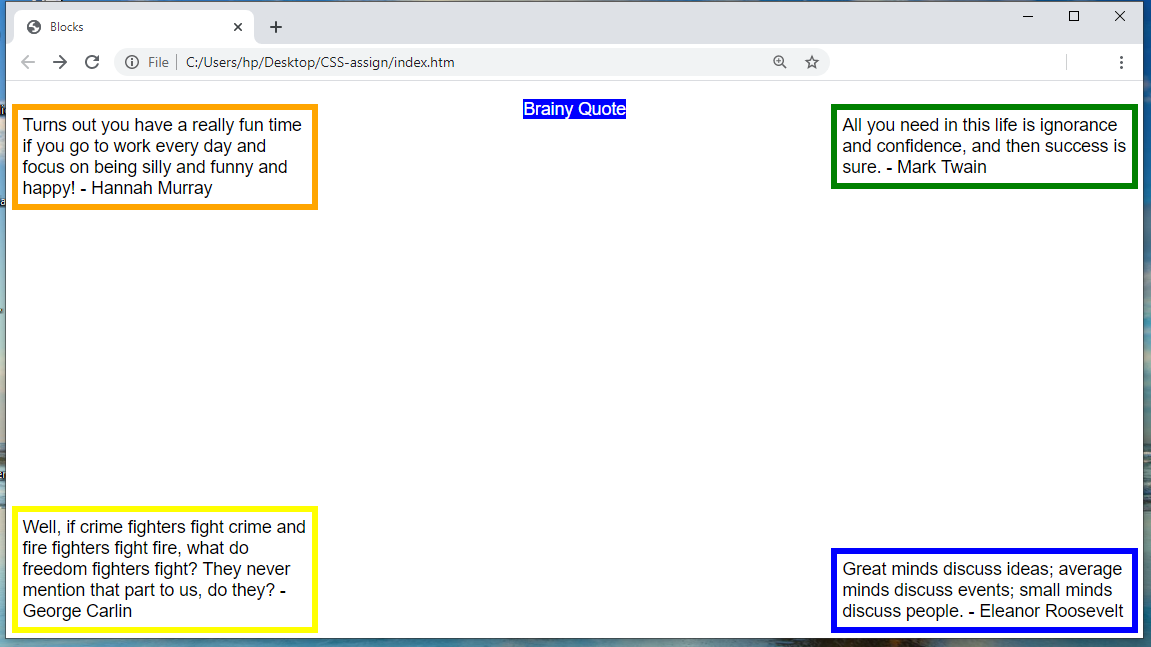 Blocks
File
C:/Users/hp/Desktop/CSS-assign/index.htm
Brainy Quote
Turns out you have a really fun time
if you go to work every day and
focus on being silly and funny and
happy! - Hannah Murray
All you need in this life is ignorance
and confidence, and then success is
sure. - Mark Twain
Well, if crime fighters fight crime and
fire fighters fight fire, what do
freedom fighters fight? They never
mention that part to us, do they? -
George Carlin
Great minds discuss ideas; average
minds discuss events; small minds
discuss people. - Eleanor Roosevelt